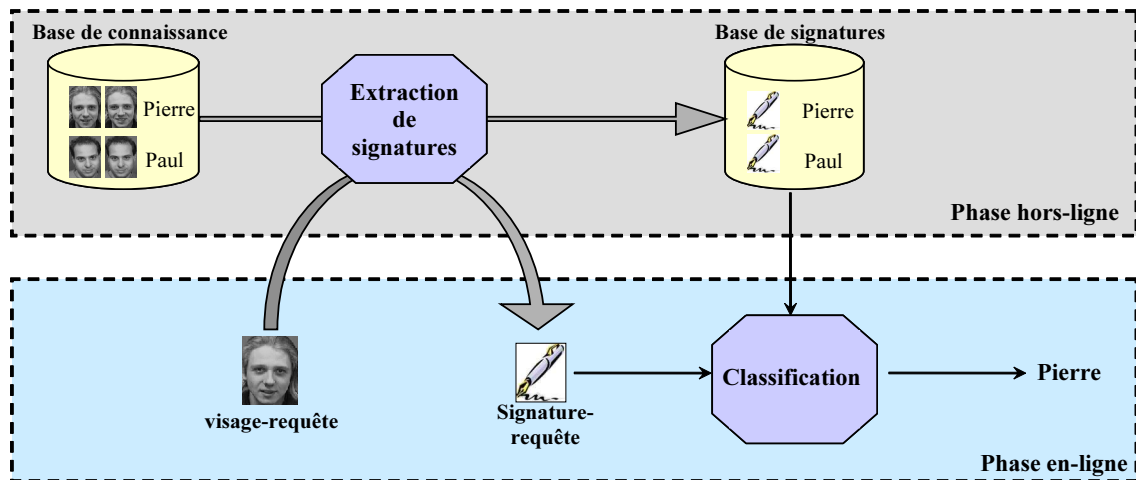 Base de connaissance
Base de signatures
Pierre
Paul
Extraction
de
signatures
Pierre
Paul
Phase hors-ligne
visage-requête
Signature-
requête
Classification
Pierre
Phase en-ligne